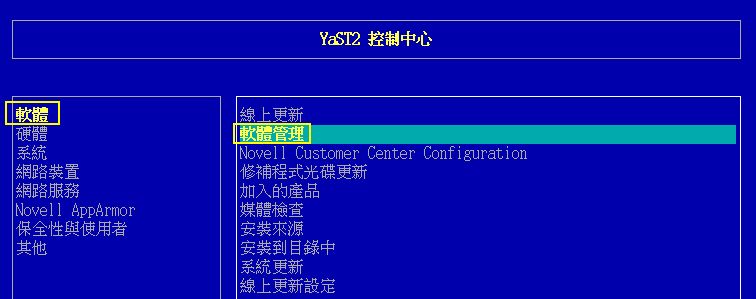 YaST2 控制中心
軟體
硬體
系統
網路裝置
網路服務
Novell AppArmor
保全性與使用者
其他
線上更新
軟體管理
Novell Customer Center Configuration
修補程式光碟更新
加入的產品
媒體檢查
安裝來源
安裝到目錄中
系統更新
線上更新設定